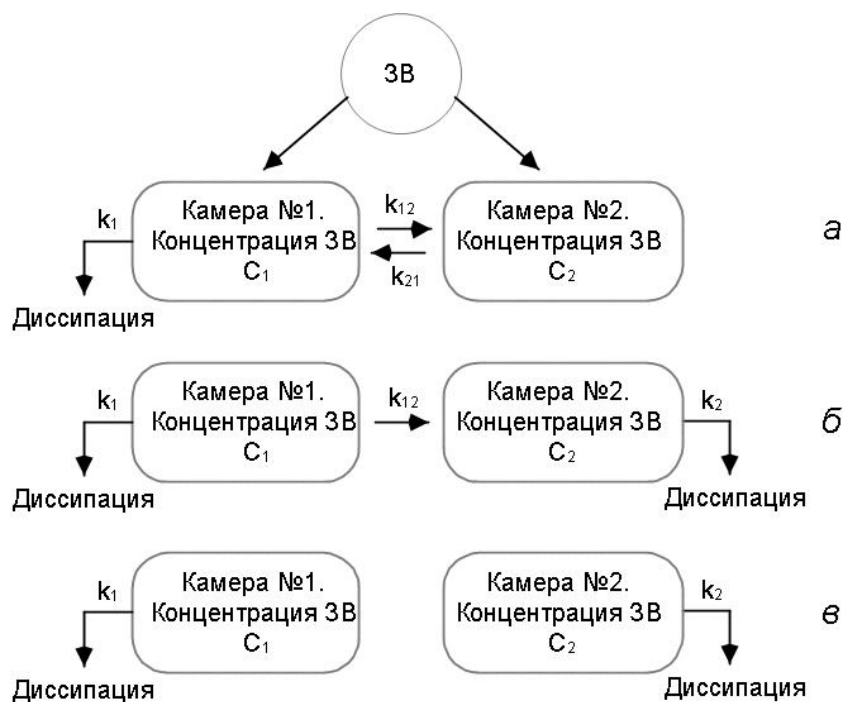 ЗВ
Камера №1.
Концентрация ЗВ
C₁
Камера №2.
Концентрация ЗВ
C₂
k₁
k₁₂
k₂₁
Диссипация
а
Камера №1.
Концентрация ЗВ
C₁
Камера №2.
Концентрация ЗВ
C₂
k₁
k₁₂
k₂
Диссипация
Диссипация
б
Камера №1.
Концентрация ЗВ
C₁
Камера №2.
Концентрация ЗВ
C₂
k₁
k₂
Диссипация
Диссипация
в